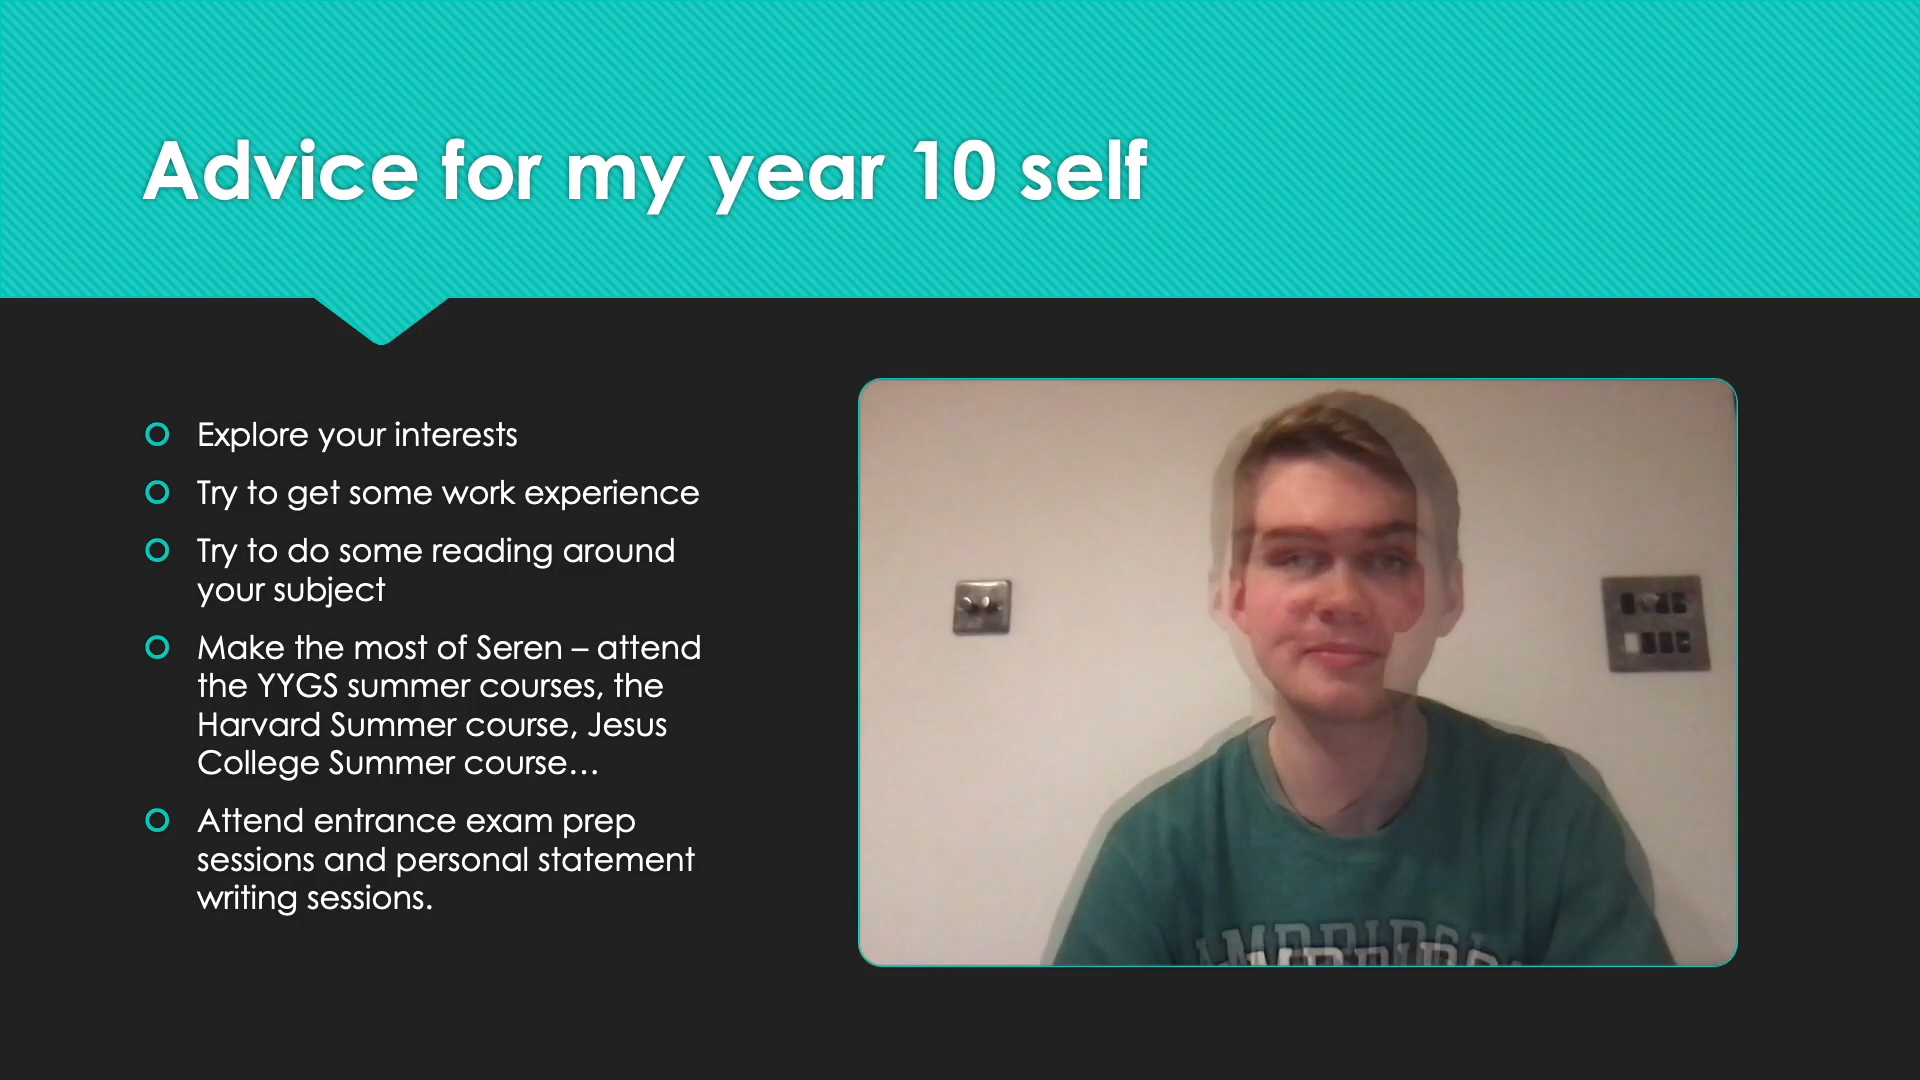 Advice for my year 10 self
Explore your interests
Try to get some work experience
Try to do some reading around
your subject
Make the most of Seren – attend
the YYGS summer courses, the
Harvard Summer course, Jesus
College Summer course…
Attend entrance exam prep
sessions and personal statement
writing sessions.